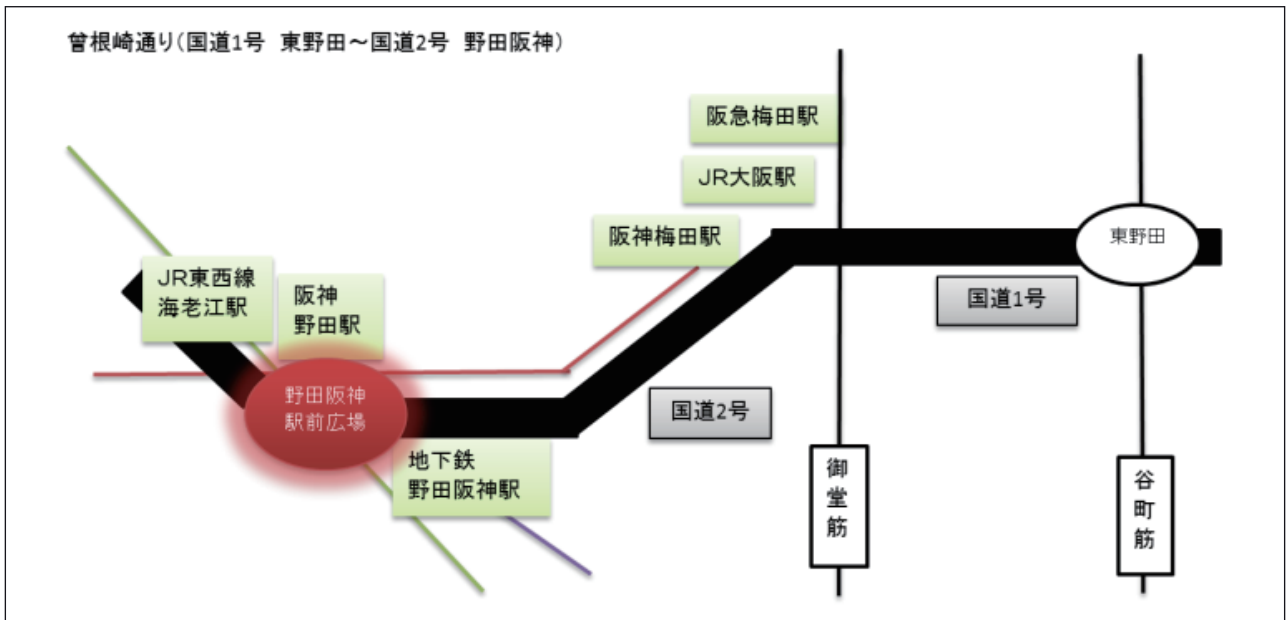 曾根崎通り(国道1号　東野田～国道2号　野田阪神)
阪急梅田駅
JR大阪駅
阪神梅田駅
東野田
JR東西線
海老江駅
阪神
野田駅
国道1号
野田阪神
駅前広場
国道2号
地下鉄
野田阪神駅
御堂筋
谷町筋